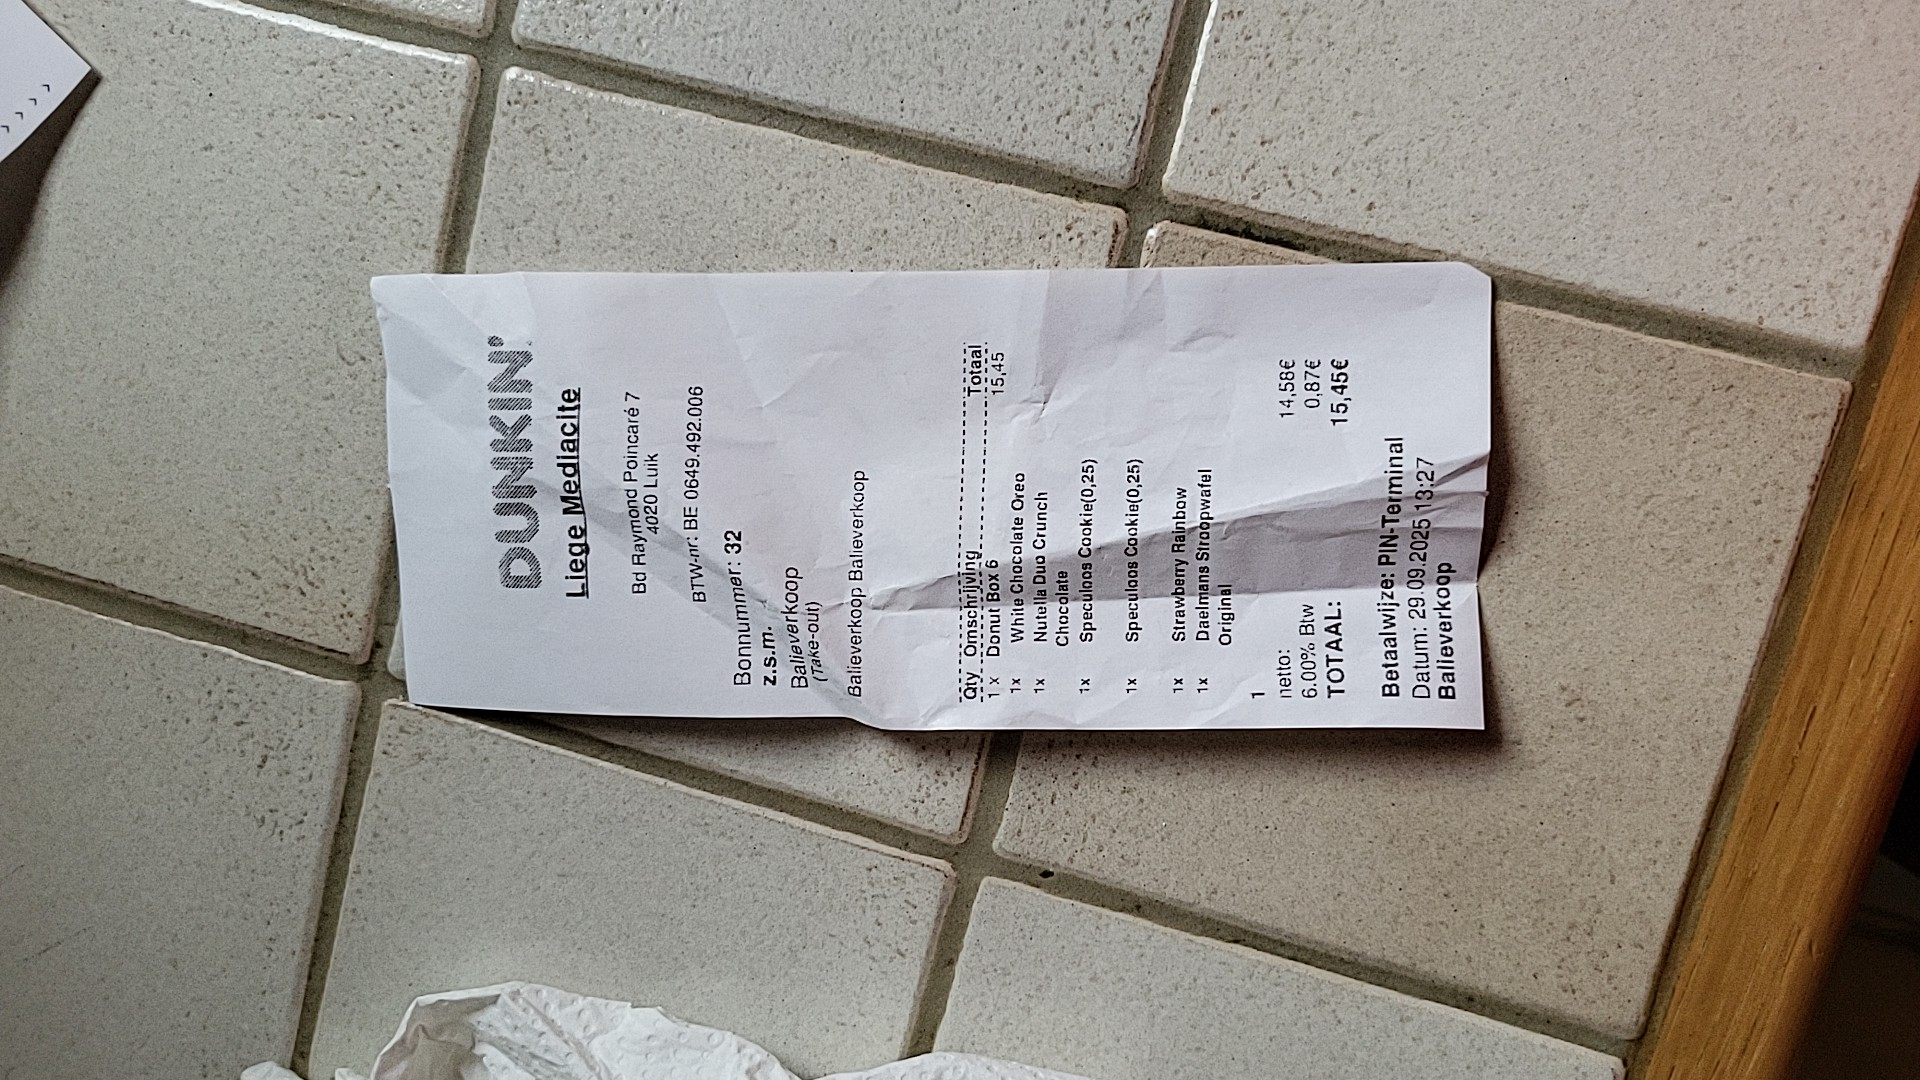 DUNKIN'
Liege Mediacite
Bd Raymond Poincaré 7
4020 Luik
BTW-nr: BE 0649.492.006
Bonnummer: 32
z.s.m.
Balieverkoop
(Take-out)
Balieverkoop Balieverkoop
Qty Omschrijving Totaal
1 x Donut Box 6 15,45
1x White Chocolate Oreo
1x Nutella Duo Crunch
Chocolate
1x Speculoos Cookie(0,25)
1x Speculoos Cookie(0,25)
1x Strawberry Rainbow
1x Daelmans Stroopwafel
Original
1
netto: 14,58€
6.00% Btw 0,87€
TOTAAL: 15,45€
Betaalwijze: PIN-Terminal
Datum: 29.09.2025 13:27
Balieverkoop